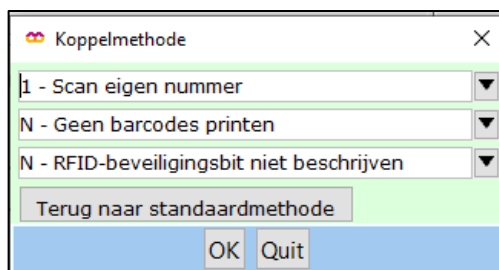 Koppelmethode
1 - Scan eigen nummer
N - Geen barcodes printen
N - RFID-beveiligingsbit niet beschrijven
Terug naar standaardmethode
OK Quit